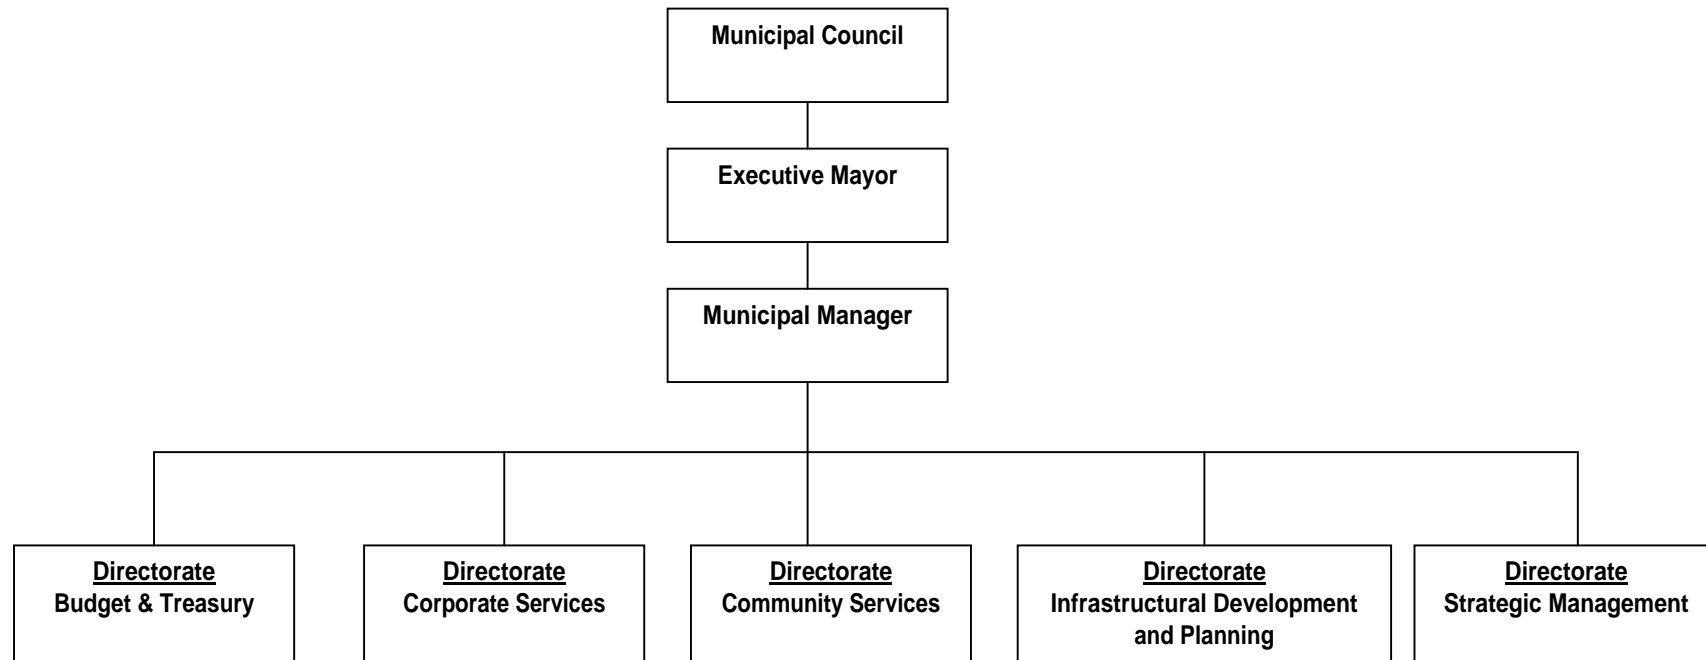 Municipal Council
Executive Mayor
Municipal Manager
Directorate
Budget & Treasury
Directorate
Corporate Services
Directorate
Community Services
Directorate
Infrastructural Development
and Planning
Directorate
Strategic Management